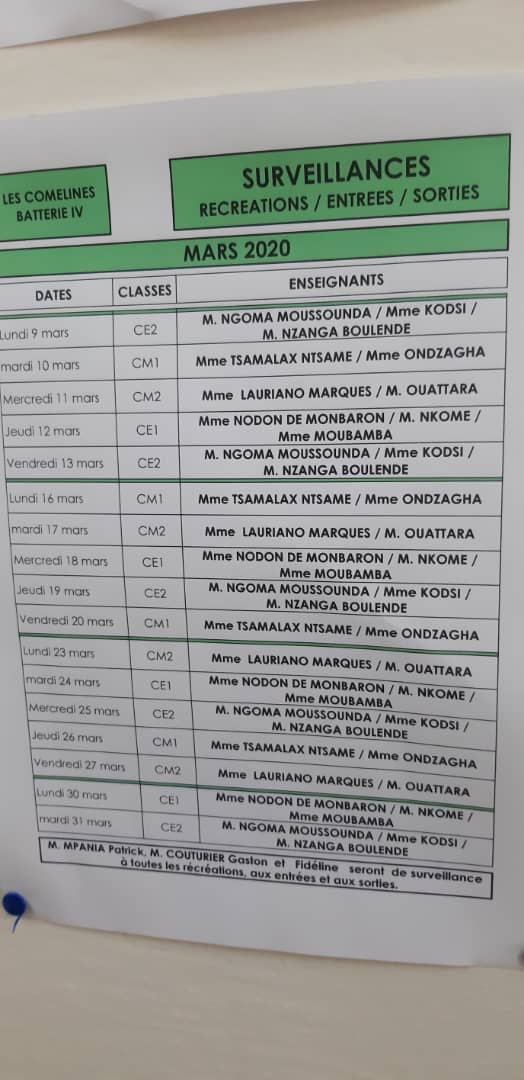 LES COMELINES
BATTERIE IV
SURVEILLANCES
RECREATIONS / ENTREES / SORTIES
MARS 2020
DATES CLASSES ENSEIGNANTS
Lundi 9 mars CE2 M. NGOMA MOUSSOUNDA / Mme KODSI /
M. NZANGA BOULENDE
mardi 10 mars CM1 Mme TSAMALAX NTSAME / Mme ONDZAGHA
Mercredi 11 mars CM2 Mme LAURIANO MARQUES / M. OUATTARA
Jeudi 12 mars CE1 Mme NODON DE MONBARON / M. NKOME /
Mme MOUBAMBA
Vendredi 13 mars CE2 M. NGOMA MOUSSOUNDA / Mme KODSI /
M. NZANGA BOULENDE
Lundi 16 mars CM1 Mme TSAMALAX NTSAME / Mme ONDZAGHA
mardi 17 mars CM2 Mme LAURIANO MARQUES / M. OUATTARA
Mercredi 18 mars CE1 Mme NODON DE MONBARON / M. NKOME /
Mme MOUBAMBA
Jeudi 19 mars CE2 M. NGOMA MOUSSOUNDA / Mme KODSI /
M. NZANGA BOULENDE
Vendredi 20 mars CM1 Mme TSAMALAX NTSAME / Mme ONDZAGHA
Lundi 23 mars CM2 Mme LAURIANO MARQUES / M. OUATTARA
mardi 24 mars CE1 Mme NODON DE MONBARON / M. NKOME /
Mme MOUBAMBA
Mercredi 25 mars CE2 M. NGOMA MOUSSOUNDA / Mme KODSI /
M. NZANGA BOULENDE
Jeudi 26 mars CM1 Mme TSAMALAX NTSAME / Mme ONDZAGHA
Vendredi 27 mars CM2 Mme LAURIANO MARQUES / M. OUATTARA
Lundi 30 mars CE1 Mme NODON DE MONBARON / M. NKOME /
Mme MOUBAMBA
mardi 31 mars CE2 M. NGOMA MOUSSOUNDA / Mme KODSI /
M. NZANGA BOULENDE
M. MPANIA Patrick, M. COUTURIER Gaston et Fidéline seront de surveillance
à toutes les récréations, aux entrées et aux sorties.